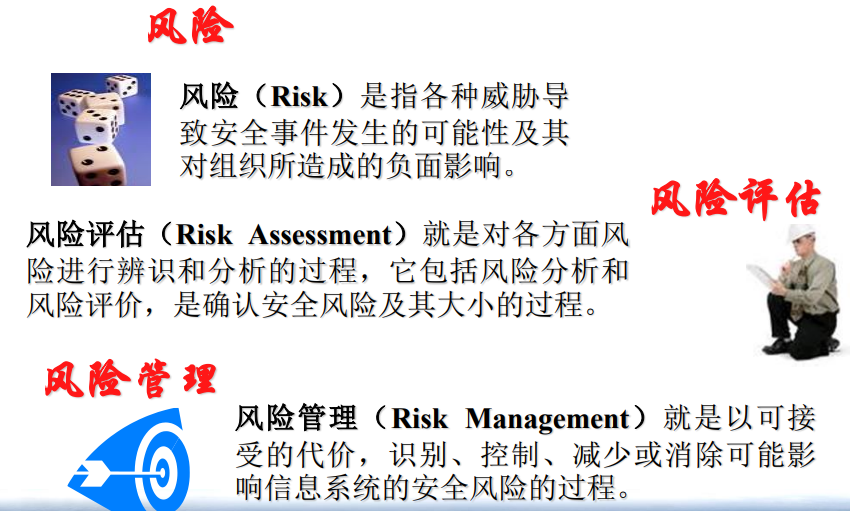 风险
风险（Risk）是指各种威胁导
致安全事件发生的可能性及其
对组织所造成的负面影响。
风险评估
风险评估（Risk Assessment）就是对各方面风
险进行辨识和分析的过程，它包括风险分析和
风险评价，是确认安全风险及其大小的过程。
风险管理
风险管理（Risk Management）就是以可接
受的代价，识别、控制、减少或消除可能影
响信息系统的安全风险的过程。